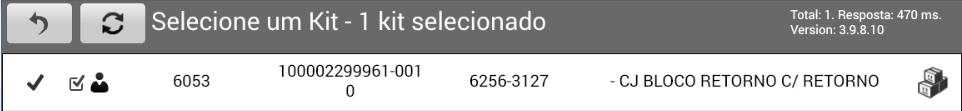 Selecione um Kit - 1 kit selecionado
Total: 1. Resposta: 470 ms.
Version: 3.9.8.10
6053
100002299961-001
0
6256-3127
- CJ BLOCO RETORNO C/ RETORNO